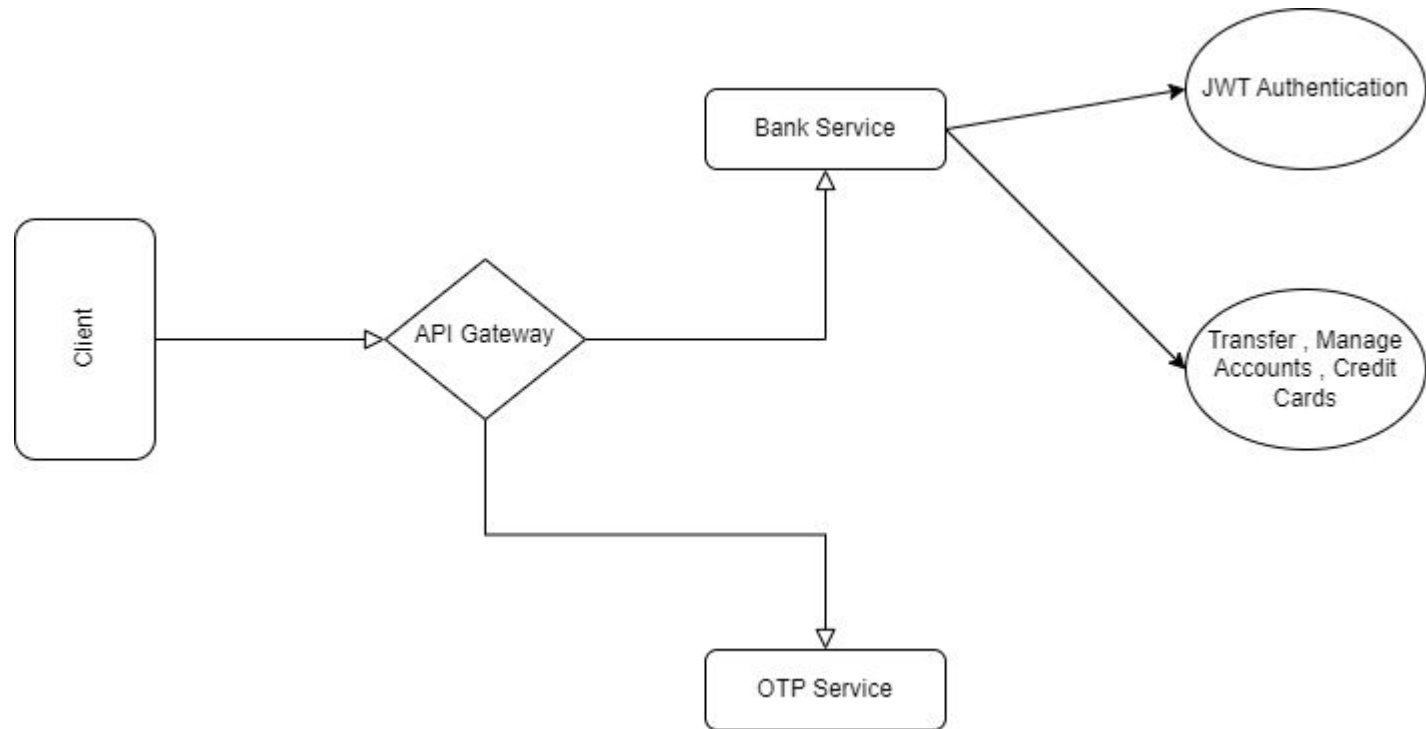 JWT Authentication
Bank Service
Client
API Gateway
Transfer , Manage
Accounts , Credit
Cards
OTP Service